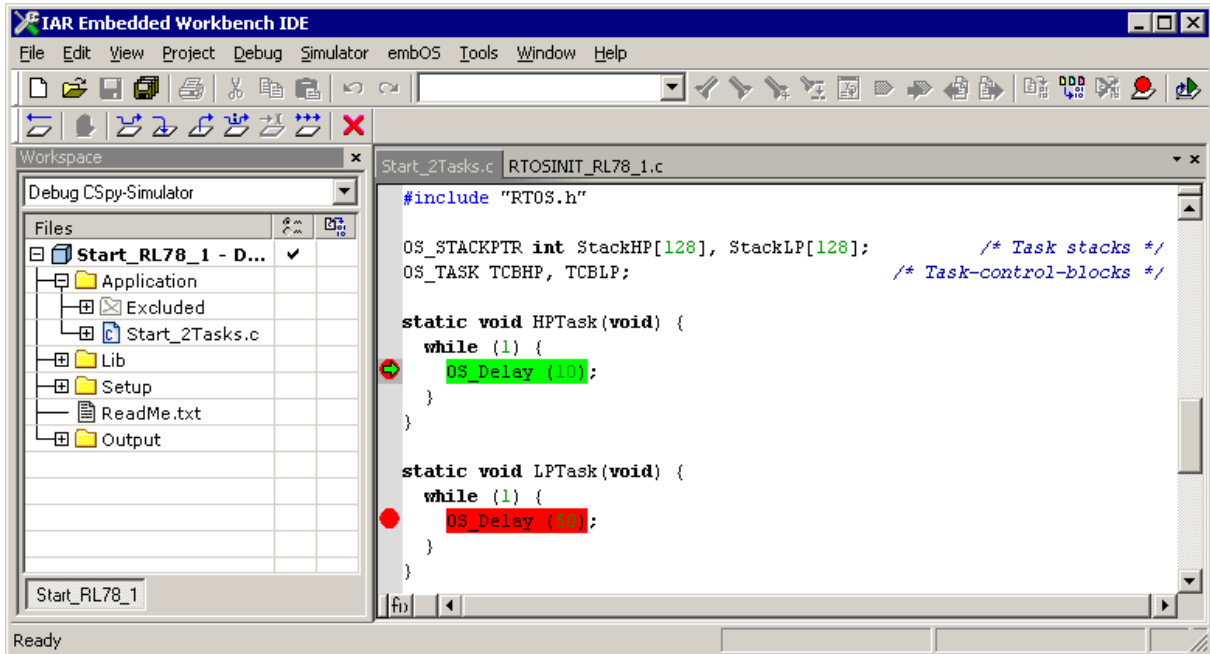 IAR Embedded Workbench IDE
File Edit View Project Debug Simulator embOS Tools Window Help
Workspace
Debug CSpy-Simulator
Files
Start_RL78_1 - D...
Application
Excluded
Start_2Tasks.c
Lib
Setup
ReadMe.txt
Output
Start_RL78_1
Start_2Tasks.c RTOSINIT_RL78_1.c
#include "RTOS.h"
OS_STACKPTR int StackHP[128], StackLP[128]; /* Task stacks */
OS_TASK TCBHP, TCBLP; /* Task-control-blocks */
static void HPTask(void) {
while (1) {
OS_Delay (10);
}
}
static void LPTask(void) {
while (1) {
OS_Delay (50);
}
}
Ready